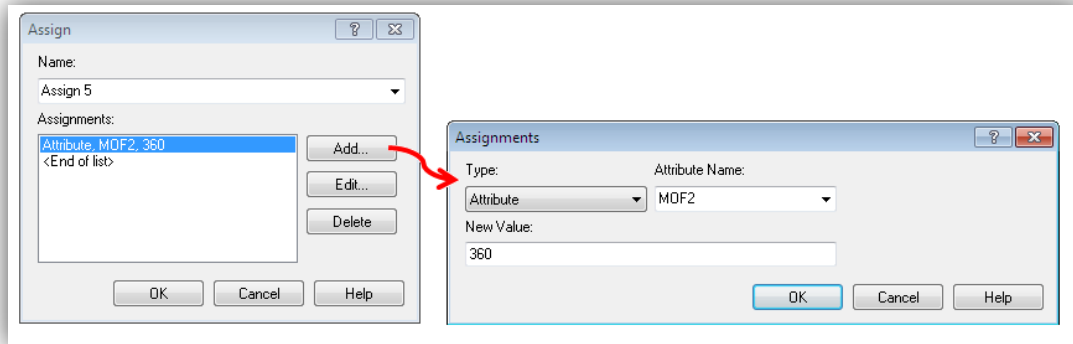 Assign
Name:
Assign 5
Assignments:
Attribute, MOF2, 360
<End of list>
Add...
Edit...
Delete
OK Cancel Help
Assignments
Type: Attribute Name:
Attribute MOF2
New Value:
360
OK Cancel Help